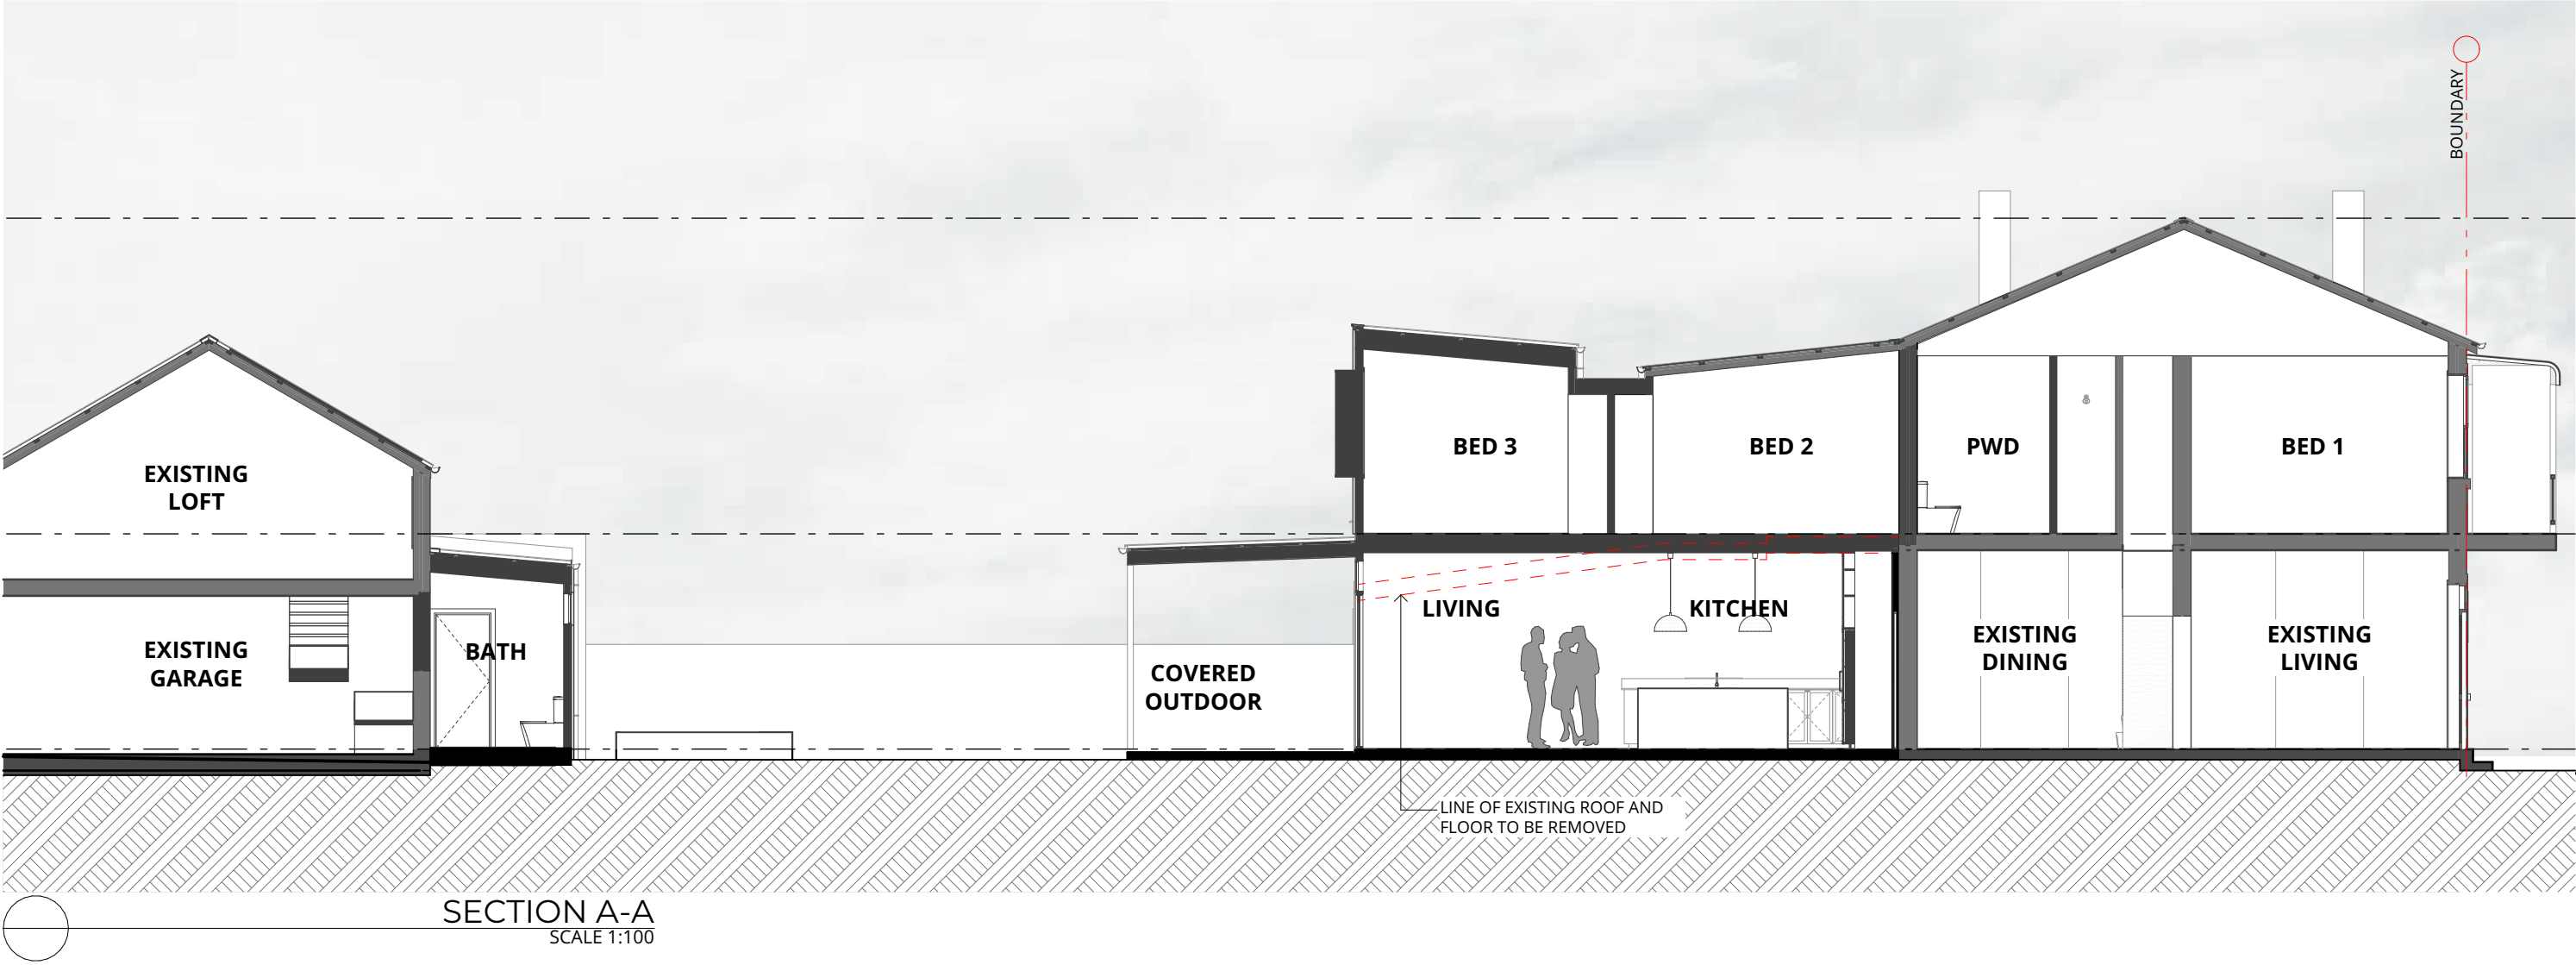 BOUNDARY
BED 3
BED 2
PWD
BED 1
EXISTING
LOFT
LIVING
KITCHEN
EXISTING
GARAGE
BATH
COVERED
OUTDOOR
EXISTING
DINING
EXISTING
LIVING
LINE OF EXISTING ROOF AND
FLOOR TO BE REMOVED
SECTION A-A
SCALE 1:100